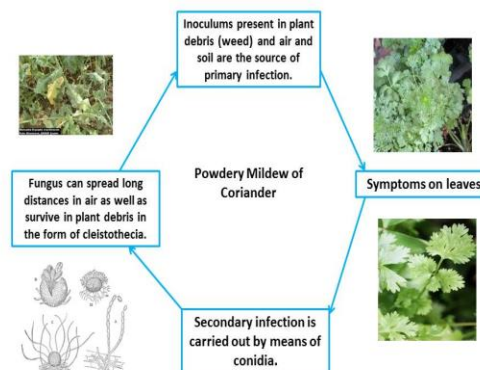 Inoculums present in plant
debris (weed) and air and
soil are the source of
primary infection.
Powdery Mildew of
Coriander
Symptoms on leaves
Fungus can spread long
distances in air as well as
survive in plant debris in
the form of cleistothecia.
Secondary infection is
carried out by means of
conidia.